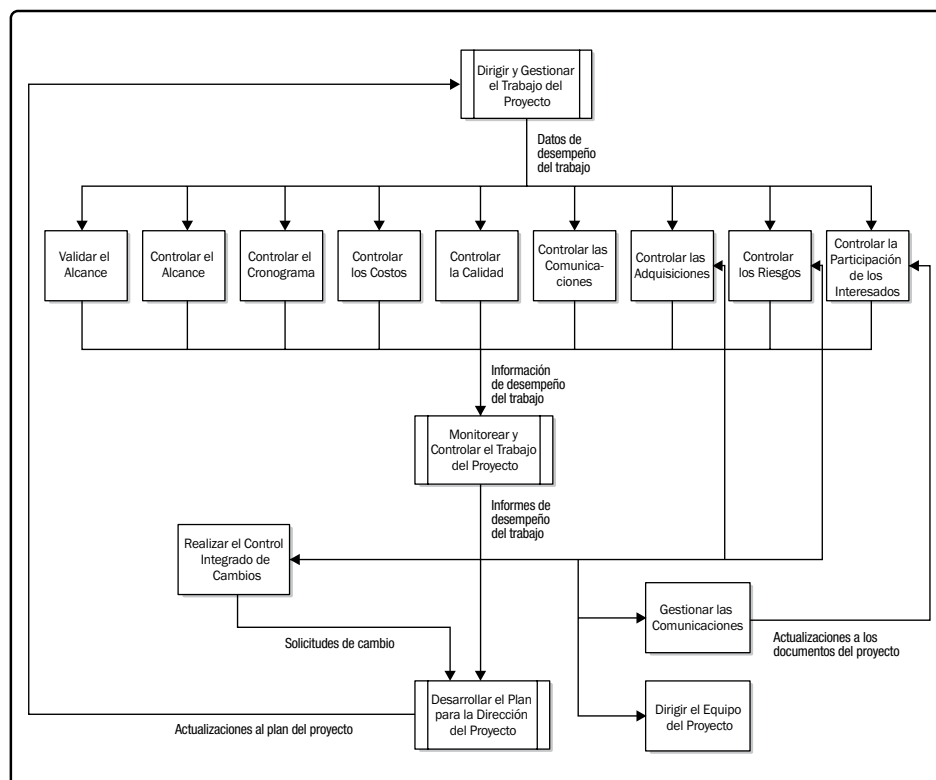 Dirigir y Gestionar
el Trabajo del
Proyecto
Datos de
desempeño
del trabajo
Validar el
Alcance
Controlar el
Alcance
Controlar el
Cronograma
Controlar
los Costos
Controlar
la Calidad
Controlar las
Comunica-
ciones
Controlar las
Adquisiciones
Controlar
los Riesgos
Controlar la
Participación
de los
Interesados
Información
de desempeño
del trabajo
Monitorear y
Controlar el Trabajo
del Proyecto
Informes de
desempeño
del trabajo
Realizar el Control
Integrado de
Cambios
Gestionar las
Comunicaciones
Solicitudes de cambio
Actualizaciones a los
documentos del proyecto
Desarrollar el Plan
para la Dirección
del Proyecto
Dirigir el Equipo
del Proyecto
Actualizaciones al plan del proyecto